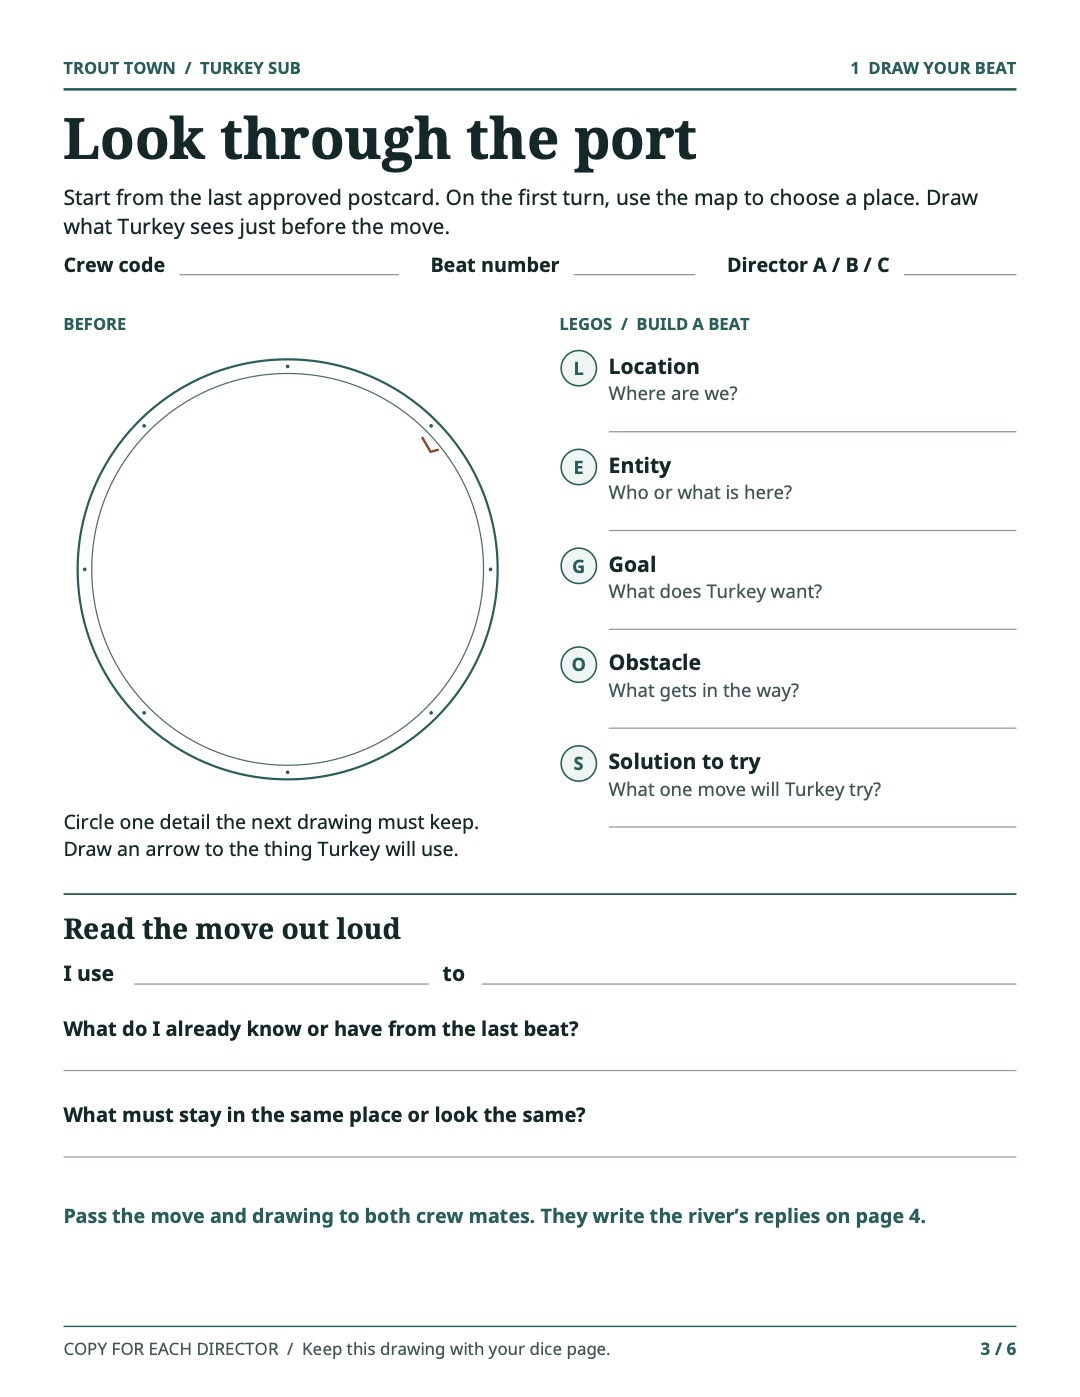 TROUT TOWN / TURKEY SUB
1 DRAW YOUR BEAT
Look through the port
Start from the last approved postcard. On the first turn, use the map to choose a place. Draw
what Turkey sees just before the move.
Crew code
Beat number
Director A / B / C
BEFORE
Circle one detail the next drawing must keep.
Draw an arrow to the thing Turkey will use.
LEGOS / BUILD A BEAT
L
Location
Where are we?
E
Entity
Who or what is here?
G
Goal
What does Turkey want?
O
Obstacle
What gets in the way?
S
Solution to try
What one move will Turkey try?
Read the move out loud
I use
to
What do I already know or have from the last beat?
What must stay in the same place or look the same?
Pass the move and drawing to both crew mates. They write the river’s replies on page 4.
COPY FOR EACH DIRECTOR / Keep this drawing with your dice page.
3 / 6